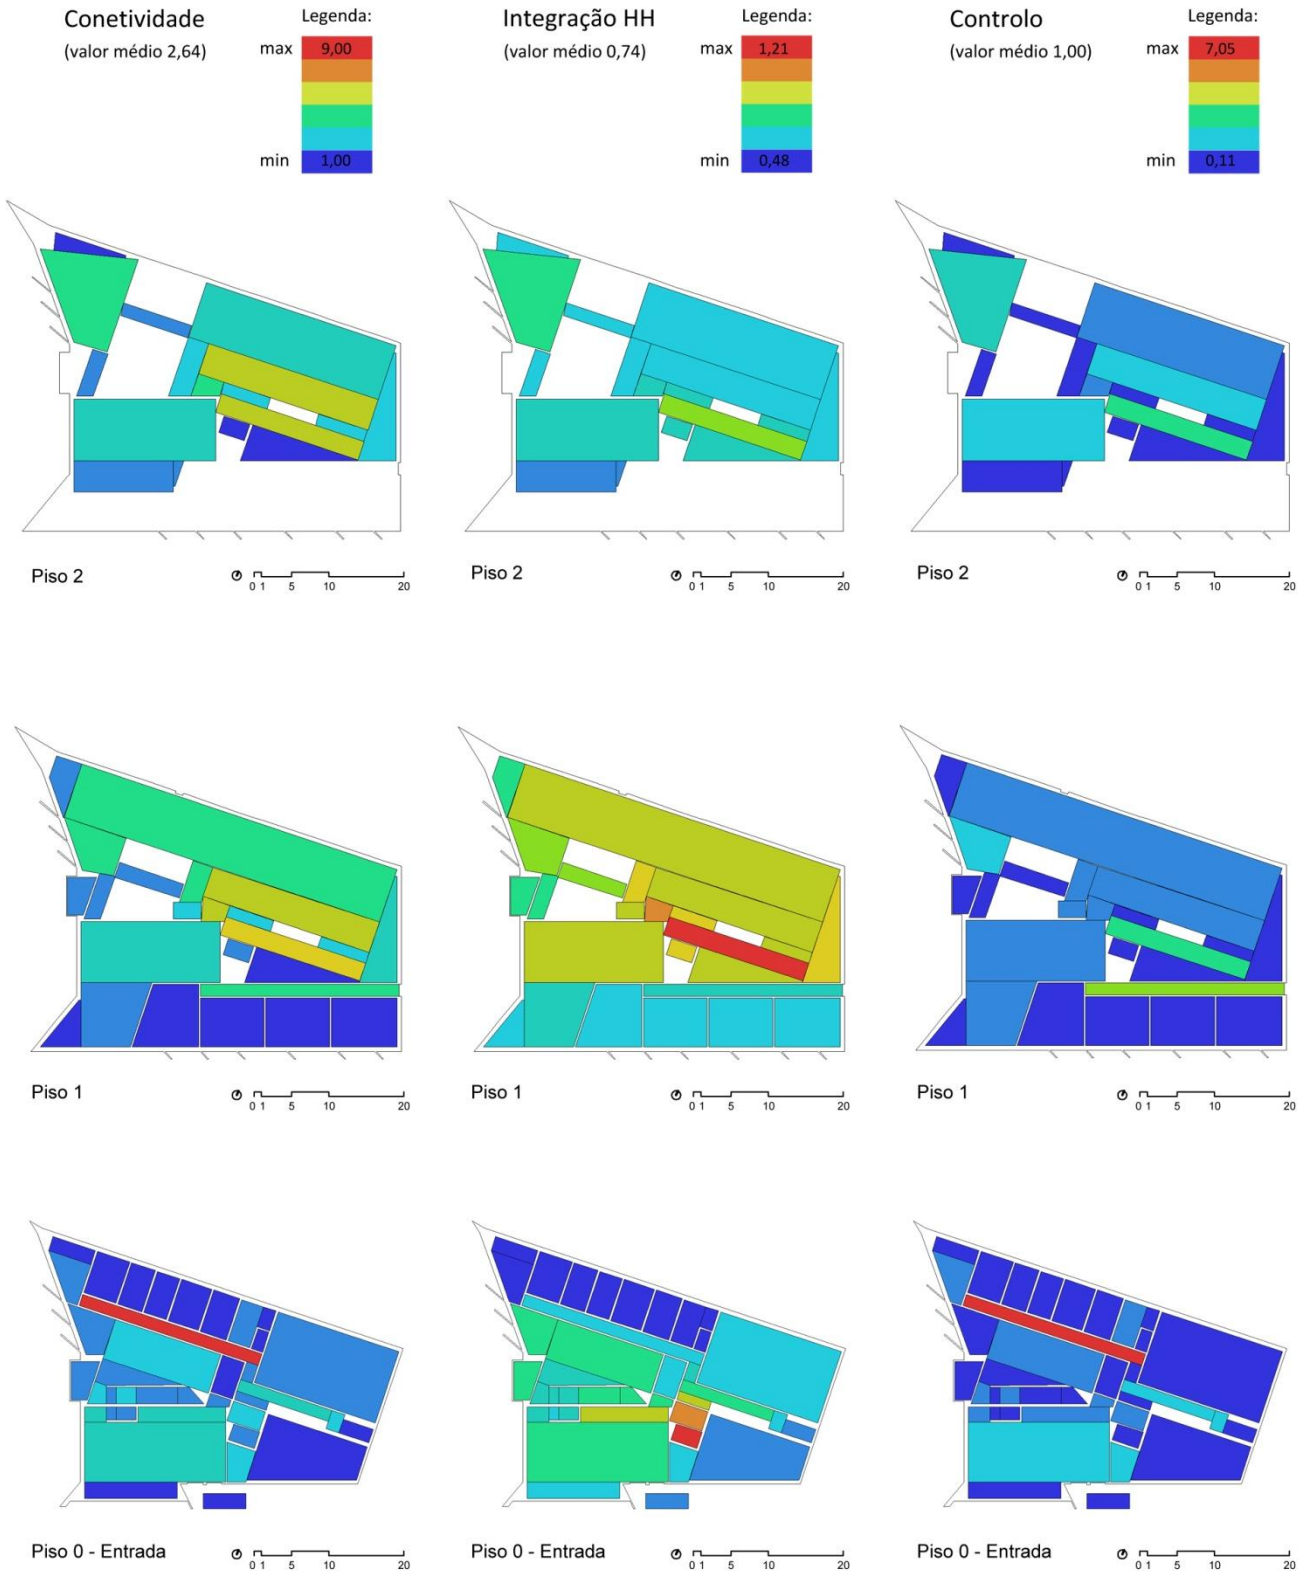 Conetividade
(valor médio 2,64)
Legenda:
max 9,00
min 1,00
Integração HH
(valor médio 0,74)
Legenda:
max 1,21
min 0,48
Controlo
(valor médio 1,00)
Legenda:
max 7,05
min 0,11
Piso 2
0 1 5 10 20
Piso 2
0 1 5 10 20
Piso 2
0 1 5 10 20
Piso 1
0 1 5 10 20
Piso 1
0 1 5 10 20
Piso 1
0 1 5 10 20
Piso 0 - Entrada
0 1 5 10 20
Piso 0 - Entrada
0 1 5 10 20
Piso 0 - Entrada
0 1 5 10 20